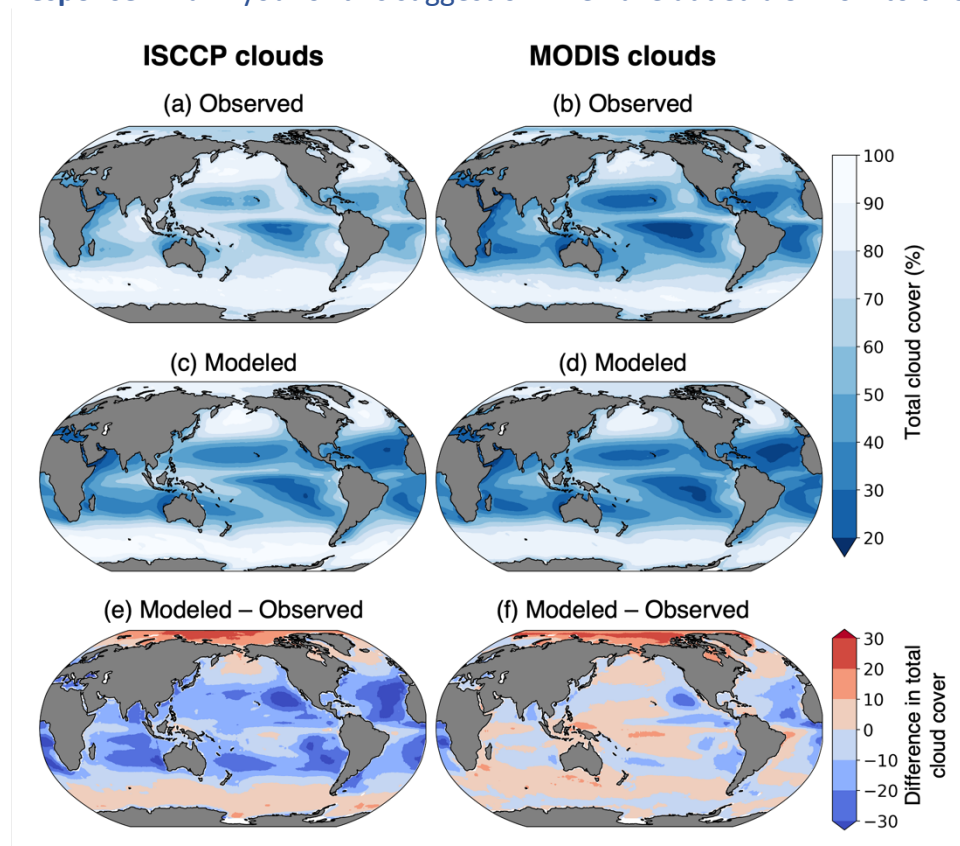 ISCCP clouds
MODIS clouds
(a) Observed
(b) Observed
100
90
80
70
60
50
40
30
20
Total cloud cover (%)
(c) Modeled
(d) Modeled
(e) Modeled – Observed
(f) Modeled – Observed
30
20
10
0
−10
−20
−30
Difference in total
cloud cover